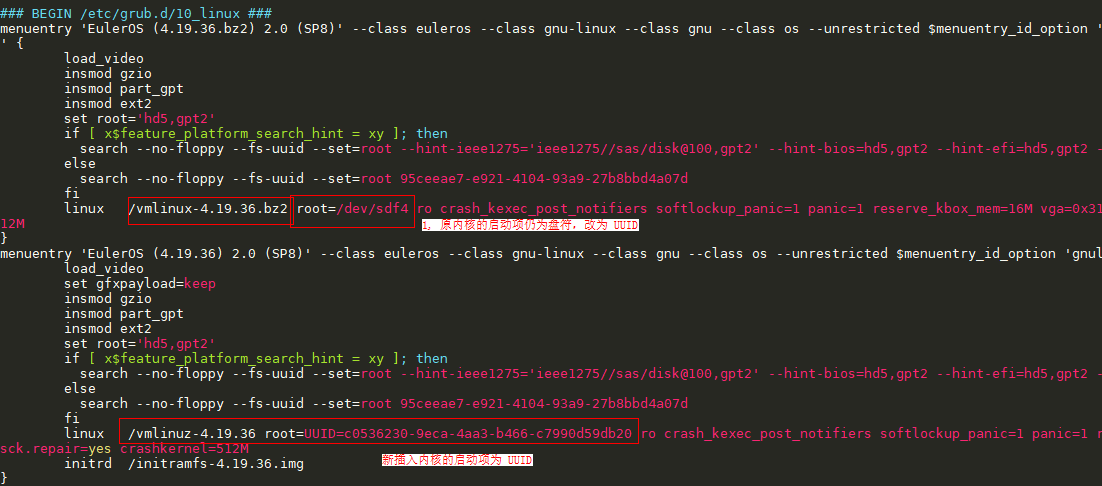 ### BEGIN /etc/grub.d/10_linux ###
menuentry 'EulerOS (4.19.36.bz2) 2.0 (SP8)' --class euleros --class gnu-linux --class gnu --class os --unrestricted $menuentry_id_option '
' {
load_video
insmod gzio
insmod part_gpt
insmod ext2
set root='hd5,gpt2'
if [ x$feature_platform_search_hint = xy ]; then
search --no-floppy --fs-uuid --set=root --hint-ieee1275='ieee1275//sas/disk@100,gpt2' --hint-bios=hd5,gpt2 --hint-efi=hd5,gpt2 -
else
search --no-floppy --fs-uuid --set=root 95ceeae7-e921-4104-93a9-27b8bbd4a07d
fi
linux /vmlinux-4.19.36.bz2 root=/dev/sdf4 ro crash_kexec_post_notifiers softlockup_panic=1 panic=1 reserve_kbox_mem=16M vga=0x31
12M
1, 原内核的启动项仍为盘符，改为 UUID
}
menuentry 'EulerOS (4.19.36) 2.0 (SP8)' --class euleros --class gnu-linux --class gnu --class os --unrestricted $menuentry_id_option 'gnul
load_video
set gfxpayload=keep
insmod gzio
insmod part_gpt
insmod ext2
set root='hd5,gpt2'
if [ x$feature_platform_search_hint = xy ]; then
search --no-floppy --fs-uuid --set=root --hint-ieee1275='ieee1275//sas/disk@100,gpt2' --hint-bios=hd5,gpt2 --hint-efi=hd5,gpt2 -
else
search --no-floppy --fs-uuid --set=root 95ceeae7-e921-4104-93a9-27b8bbd4a07d
fi
linux /vmlinuz-4.19.36 root=UUID=c0536230-9eca-4aa3-b466-c7990d59db20 ro crash_kexec_post_notifiers softlockup_panic=1 panic=1 r
sck.repair=yes crashkernel=512M
initrd /initramfs-4.19.36.img
新插入内核的启动项为 UUID
}